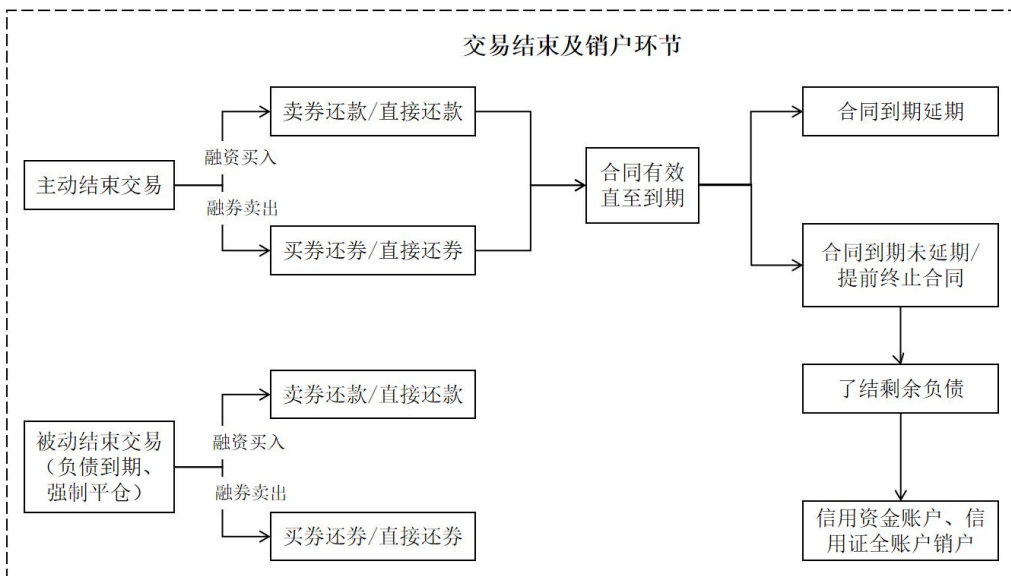 交易结束及销户环节
卖券还款/直接还款
合同到期延期
融资买入
主动结束交易
合同有效
直至到期
融券卖出
买券还券/直接还券
合同到期未延期/
提前终止合同
卖券还款/直接还款
了结剩余负债
被动结束交易
（负债到期、
强制平仓）
融资买入
融券卖出
买券还券/直接还券
信用资金账户、信
用证全账户销户